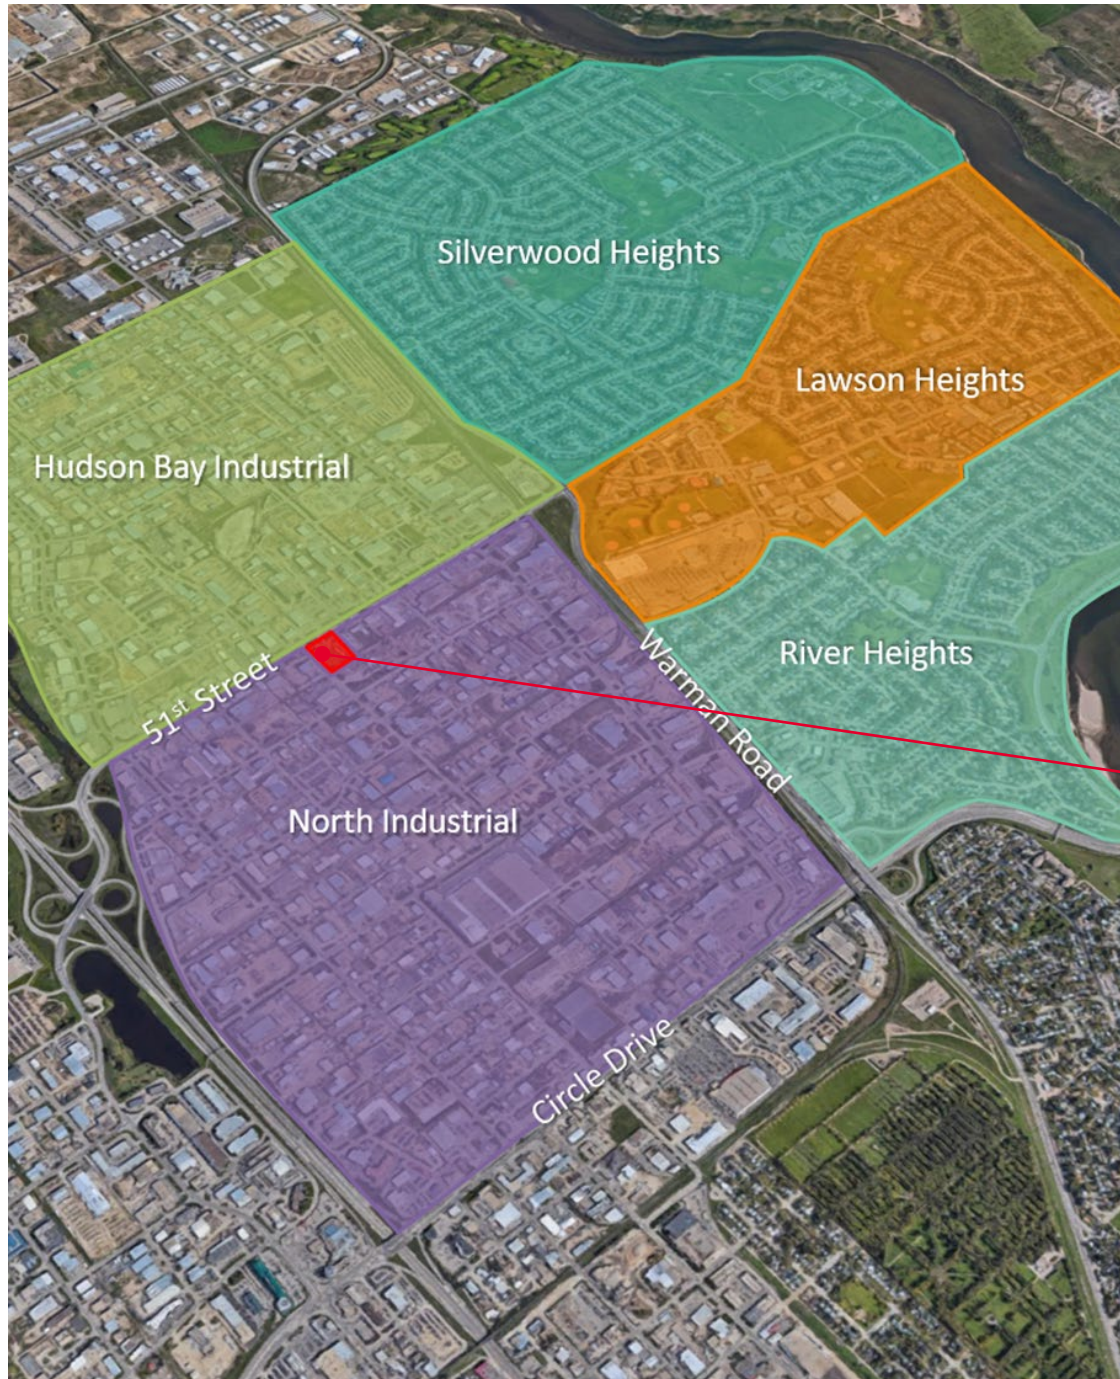 Silverwood Heights
Lawson Heights
Hudson Bay Industrial
51st Street
Warman Road
River Heights
North Industrial
Circle Drive